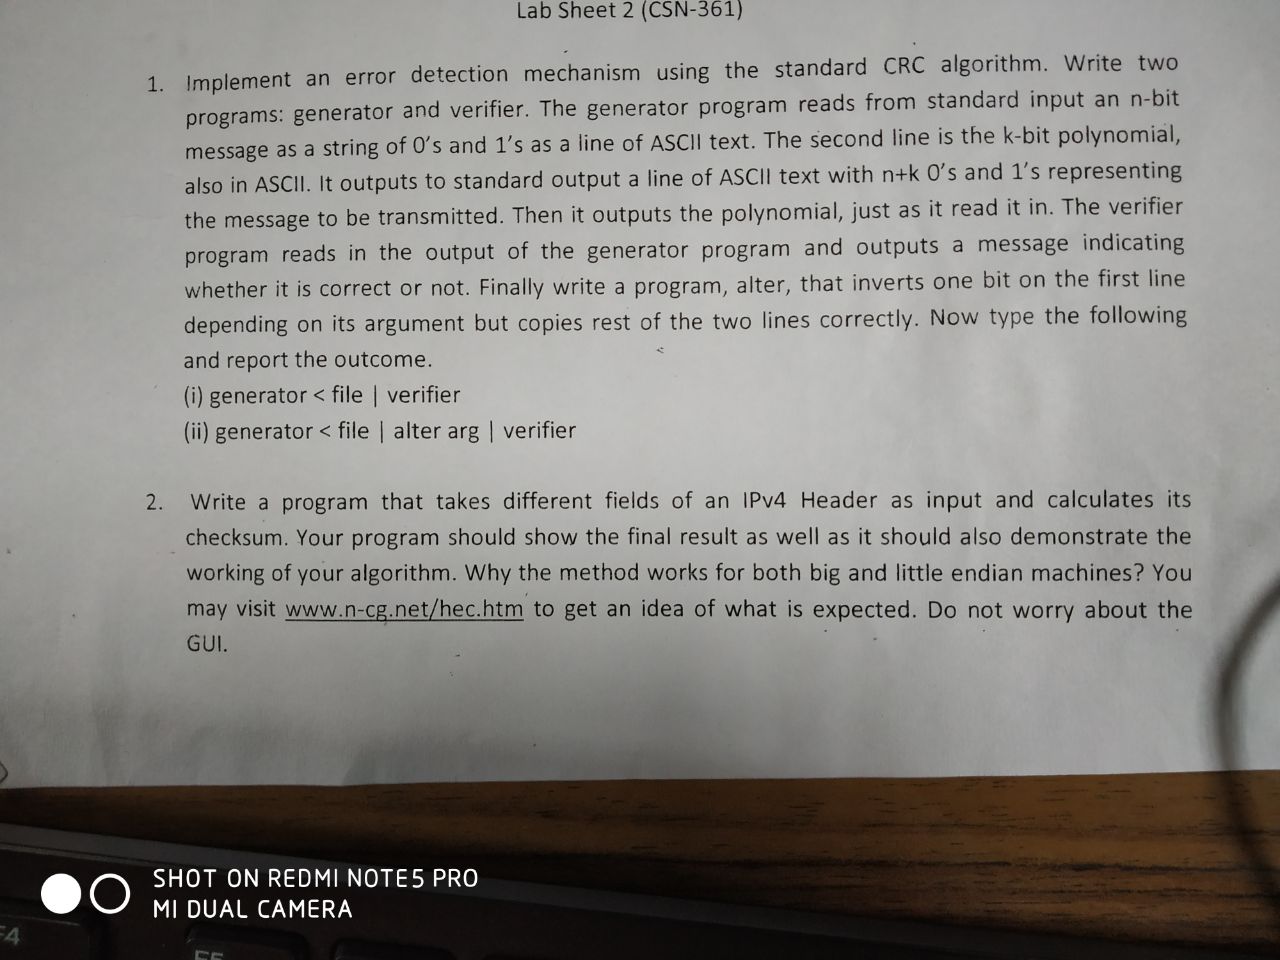 Lab Sheet 2 (CSN-361)
1. Implement an error detection mechanism using the standard CRC algorithm. Write two
programs: generator and verifier. The generator program reads from standard input an n-bit
message as a string of 0's and 1's as a line of ASCII text. The second line is the k-bit polynomial,
also in ASCII. It outputs to standard output a line of ASCII text with n+k 0's and 1's representing
the message to be transmitted. Then it outputs the polynomial, just as it read it in. The verifier
program reads in the output of the generator program and outputs a message indicating
whether it is correct or not. Finally write a program, alter, that inverts one bit on the first line
depending on its argument but copies rest of the two lines correctly. Now type the following
and report the outcome.
(i) generator < file | verifier
(ii) generator < file | alter arg | verifier
2. Write a program that takes different fields of an IPv4 Header as input and calculates its
checksum. Your program should show the final result as well as it should also demonstrate the
working of your algorithm. Why the method works for both big and little endian machines? You
may visit www.n-cg.net/hec.htm to get an idea of what is expected. Do not worry about the
GUI.
SHOT ON REDMI NOTE5 PRO
MI DUAL CAMERA
F4
F5